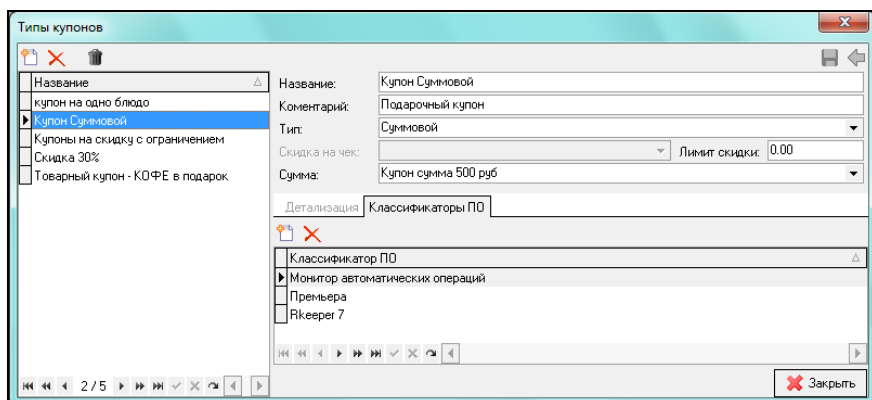 Типы купонов
Название
купон на одно блюдо
Купон Суммовой
Купоны на скидку с ограничением
Скидка 30%
Товарный купон - КОФЕ в подарок
2 / 5
Название: Купон Суммовой
Коментарий: Подарочный купон
Тип: Суммовой
Скидка на чек: Лимит скидки: 0.00
Сумма: Купон сумма 500 руб
Детализация Классификаторы ПО
Классификатор ПО
Монитор автоматических операций
Премьера
Rkeeper 7
Закрыть